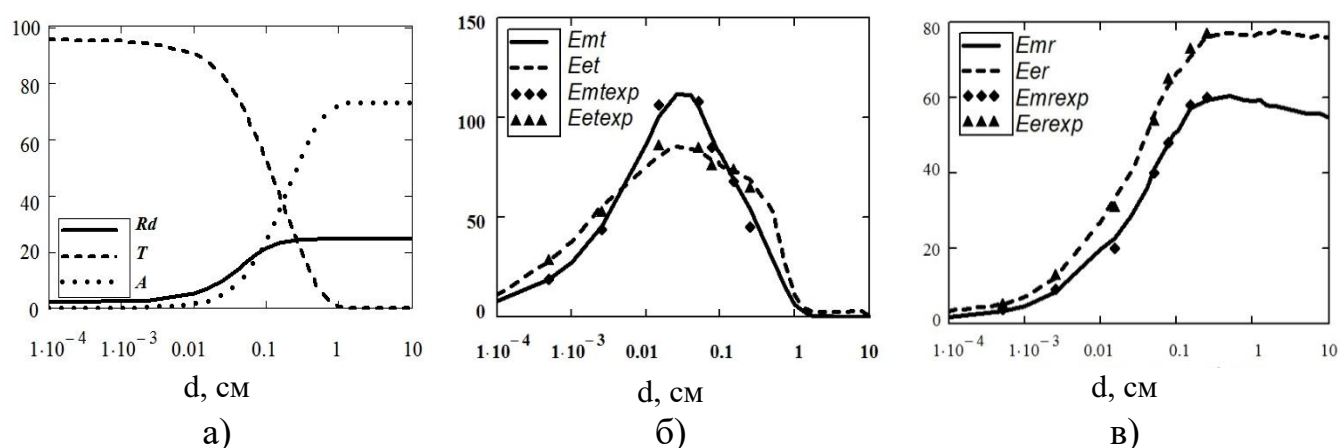 100
80
60
40
20
0
Rd
T
A
1·10⁻⁴
1·10⁻³
0.01
0.1
1
10
d, см
а)
150
100
50
0
Emt
Eet
Emtexp
Eetexp
1·10⁻⁴
1·10⁻³
0.01
0.1
1
10
d, см
б)
80
60
40
20
0
Emr
Eer
Emrexp
Eerexp
1·10⁻⁴
1·10⁻³
0.01
0.1
1
10
d, см
в)